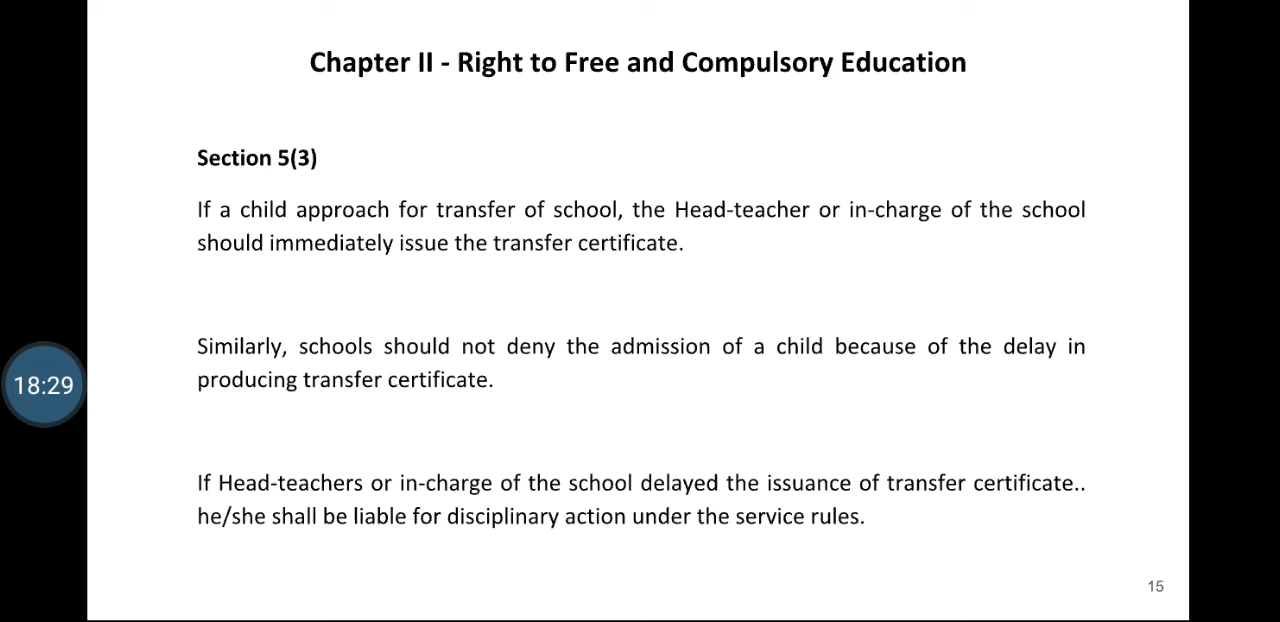 Chapter II - Right to Free and Compulsory Education
Section 5(3)
If a child approach for transfer of school, the Head-teacher or in-charge of the school
should immediately issue the transfer certificate.
Similarly, schools should not deny the admission of a child because of the delay in
producing transfer certificate.
18:29
If Head-teachers or in-charge of the school delayed the issuance of transfer certificate..
he/she shall be liable for disciplinary action under the service rules.
15